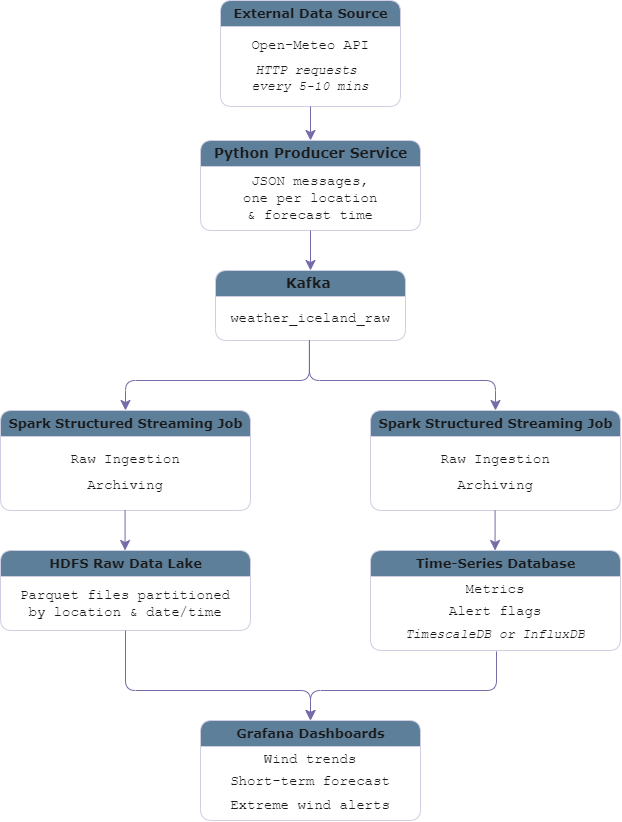 External Data Source
Open-Meteo API
HTTP requests
every 5-10 mins
Python Producer Service
JSON messages,
one per location
& forecast time
Kafka
weather_iceland_raw
Spark Structured Streaming Job
Raw Ingestion
Archiving
Spark Structured Streaming Job
Raw Ingestion
Archiving
HDFS Raw Data Lake
Parquet files partitioned
by location & date/time
Time-Series Database
Metrics
Alert flags
TimescaleDB or InfluxDB
Grafana Dashboards
Wind trends
Short-term forecast
Extreme wind alerts